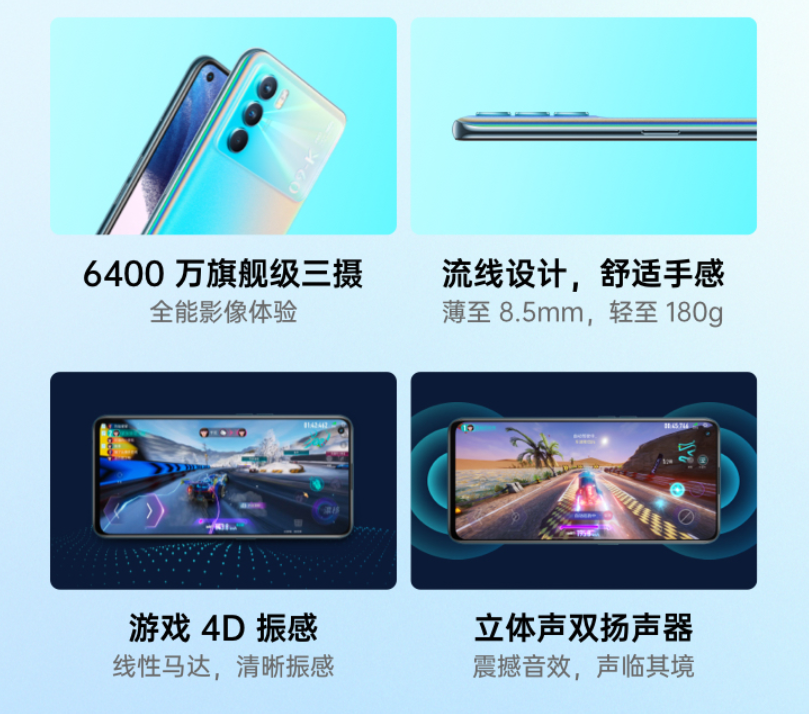 6400 万旗舰级三摄
全能影像体验
流线设计，舒适手感
薄至 8.5mm，轻至 180g
游戏 4D 振感
线性马达，清晰振感
立体声双扬声器
震撼音效，声临其境